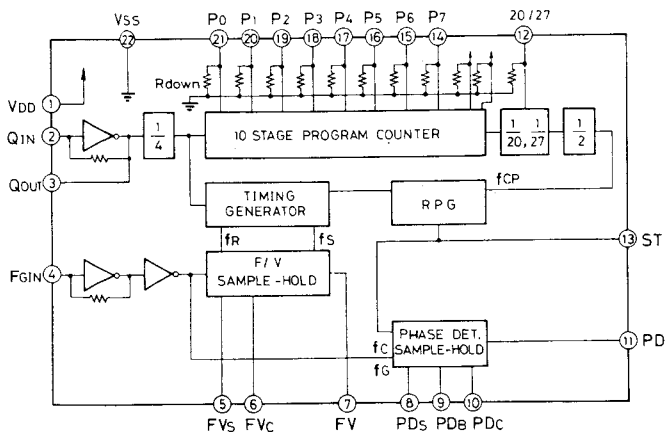 VSS P0 P1 P2 P3 P4 P5 P6 P7 20/27
22 21 20 19 18 17 16 15 14 12
Rdown
VDD 1
QIN 2
1/4
10 STAGE PROGRAM COUNTER
1/20, 1/27
1/2
QOUT 3
TIMING GENERATOR
RPG
fCP
fR fS
13 ST
FGIN 4
F/V
SAMPLE-HOLD
PHASE DET.
SAMPLE-HOLD
fC
fG
11 PD
5 6 7 8 9 10
FVS FVC FV PDS PDB PDC